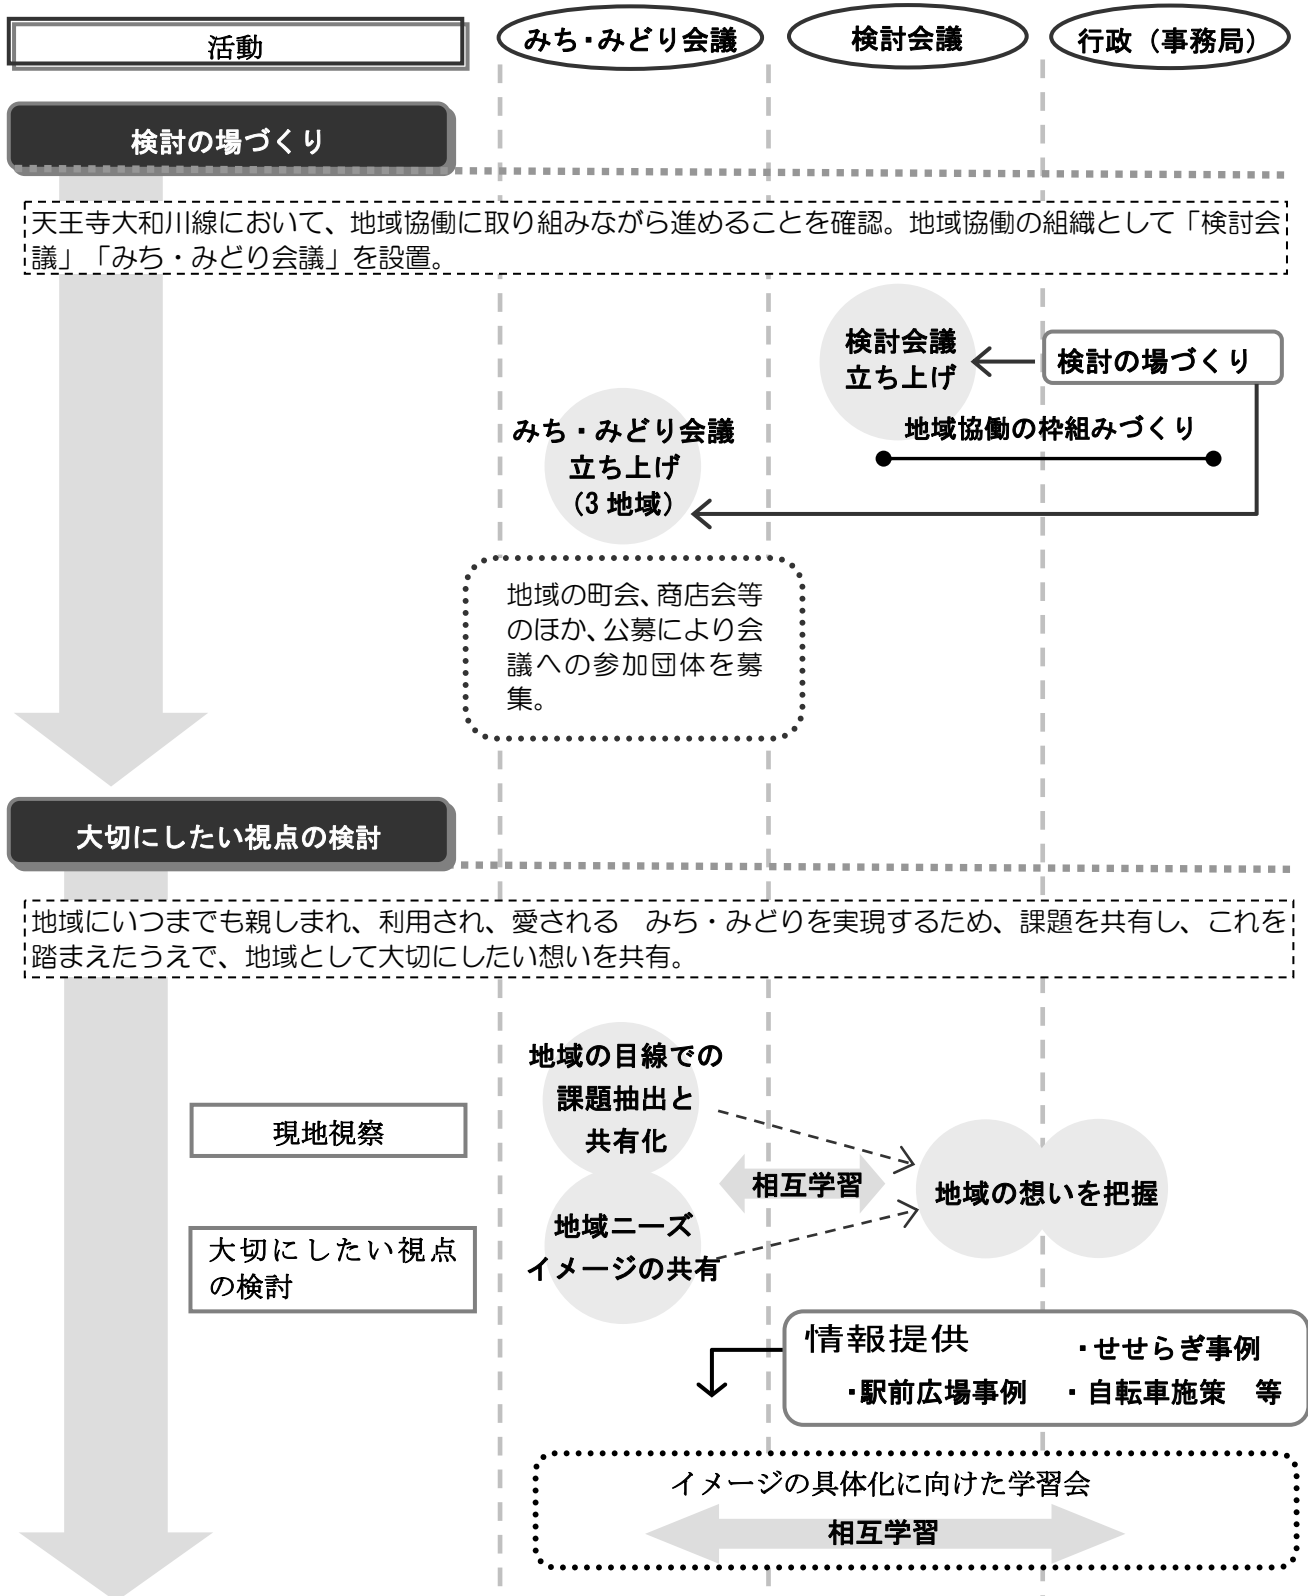 活動
みち・みどり会議
検討会議
行政（事務局）
検討の場づくり
天王寺大和川線において、地域協働に取り組みながら進めることを確認。地域協働の組織として「検討会
議」「みち・みどり会議」を設置。
検討会議
立ち上げ
検討の場づくり
地域協働の枠組みづくり
みち・みどり会議
立ち上げ
（3 地域）
地域の町会、商店会等
のほか、公募により会
議への参加団体を募
集。
大切にしたい視点の検討
地域にいつまでも親しまれ、利用され、愛される　みち・みどりを実現するため、課題を共有し、これを
踏まえたうえで、地域として大切にしたい想いを共有。
地域の目線での
課題抽出と
共有化
現地視察
相互学習
地域の想いを把握
地域ニーズ
イメージの共有
大切にしたい視点
の検討
情報提供
・せせらぎ事例
・駅前広場事例
・自転車施策　等
イメージの具体化に向けた学習会
相互学習